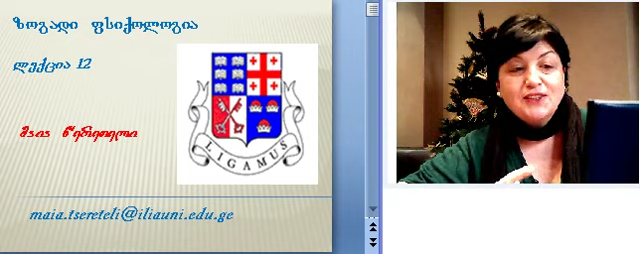 ზოგადი ფსიქოლოგია
ლექცია 12
მაია წერეთელი
LIGAMUS
maia.tsereteli@iliauni.edu.ge